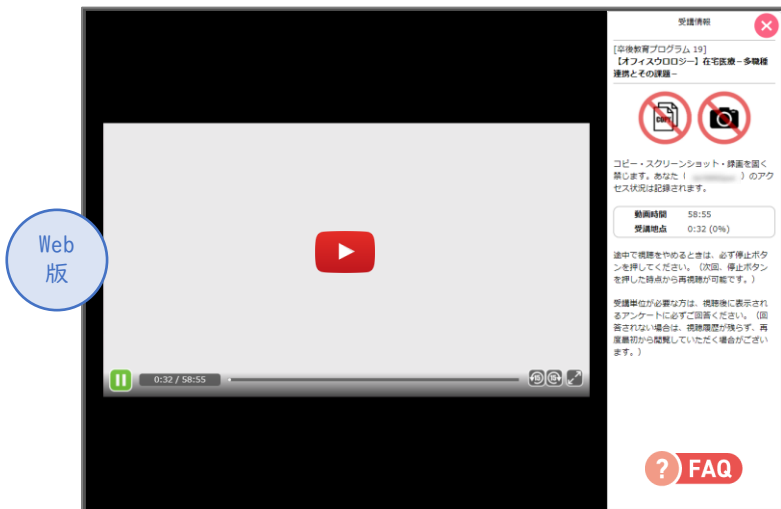 Web
版
0:32 / 58:55
15
15
受講情報
[卒後教育プログラム 19]
【オフィスウロロジー】在宅医療－多職種
連携とその課題－
COPY
コピー・スクリーンショット・録画を固く
禁じます。あなた（ ）のアク
セス状況は記録されます。
動画時間 58:55
受講地点 0:32 (0%)
途中で視聴をやめるときは、必ず停止ボタ
ンを押してください。（次回、停止ボタン
を押した時点から再視聴が可能です。）
受講単位が必要な方は、視聴後に表示され
るアンケートに必ずご回答ください。（回
答されない場合は、視聴履歴が残らず、再
度最初から閲覧していただく場合がござい
ます。）
? FAQ